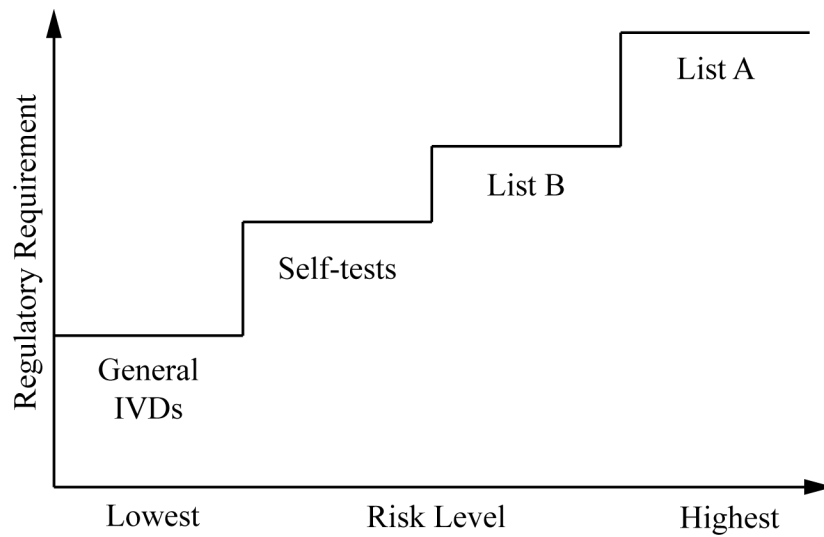 List A
List B
Self-tests
General
IVDs
Regulatory Requirement
Lowest
Risk Level
Highest